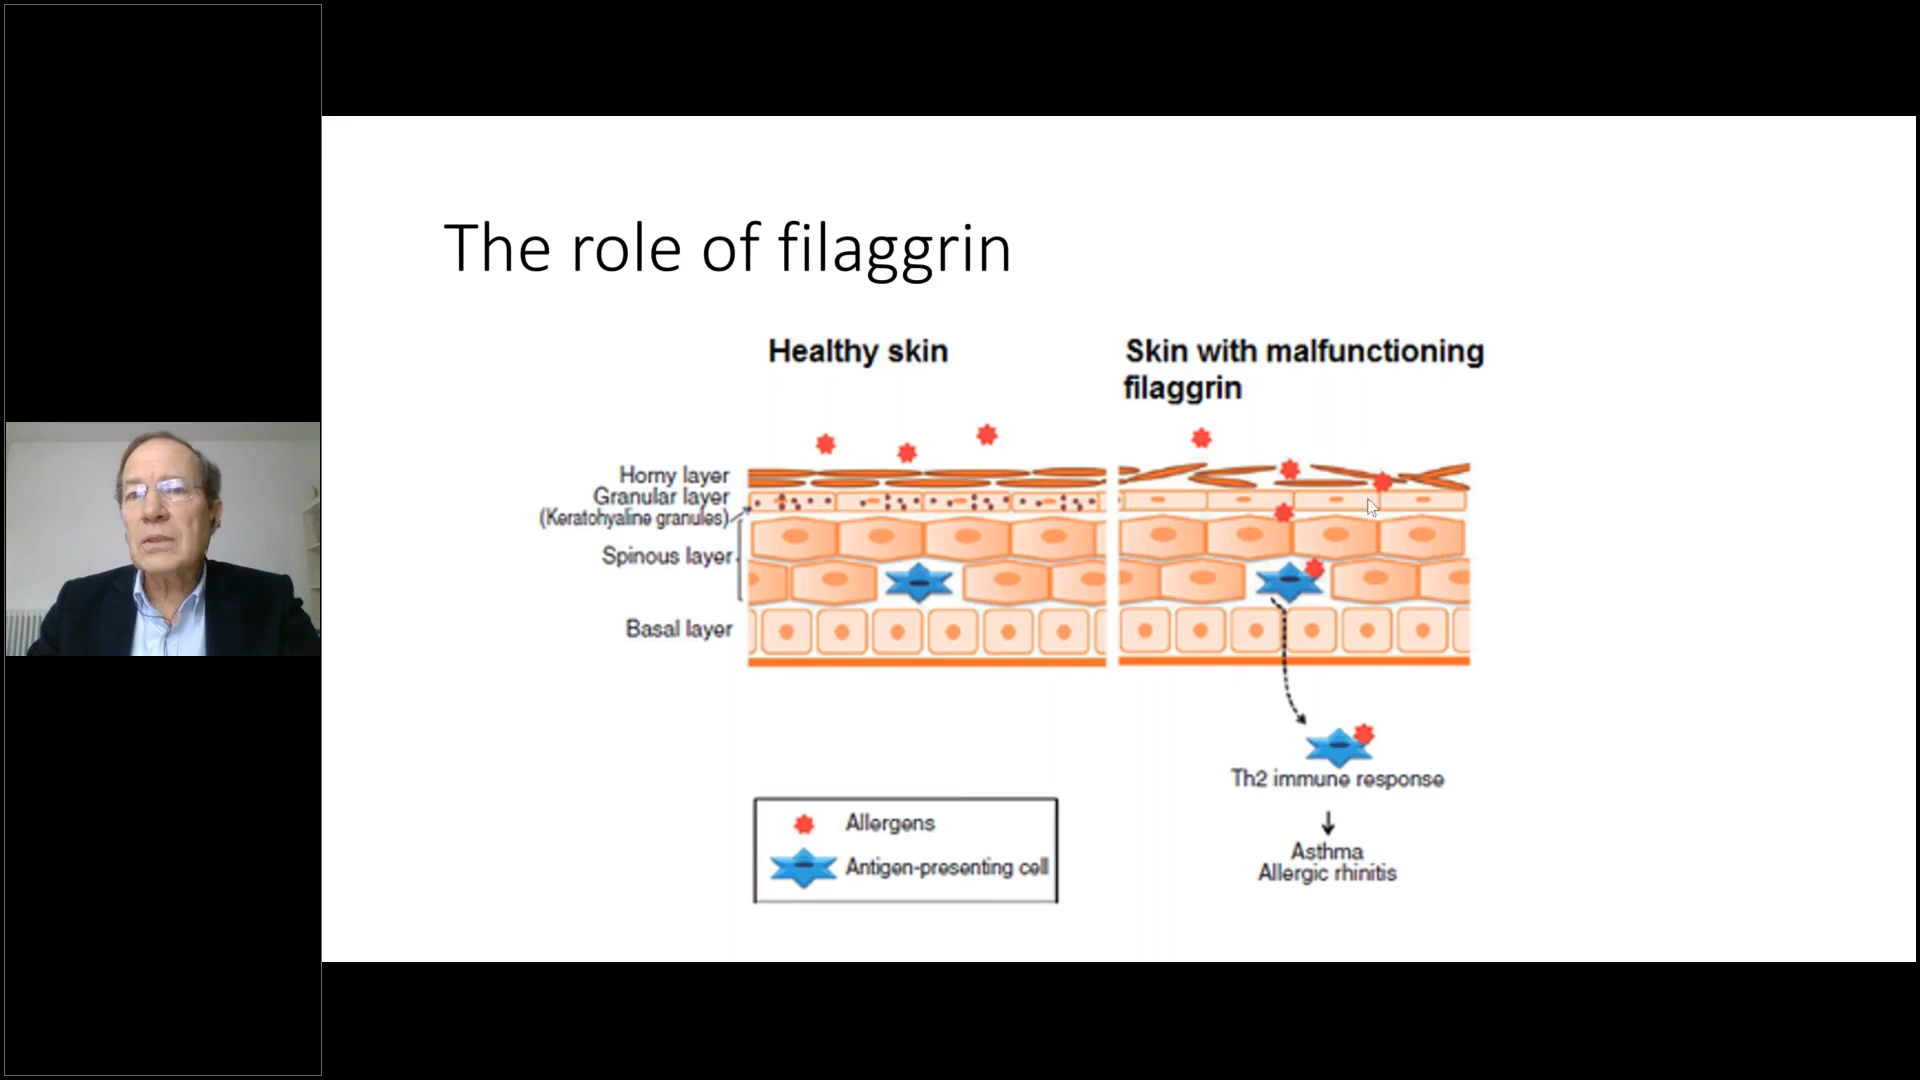 The role of filaggrin
Healthy skin
Skin with malfunctioning
filaggrin
Horny layer
Granular layer
(Keratohyaline granules)
Spinous layer
Basal layer
Th2 immune response
Asthma
Allergic rhinitis
Allergens
Antigen-presenting cell